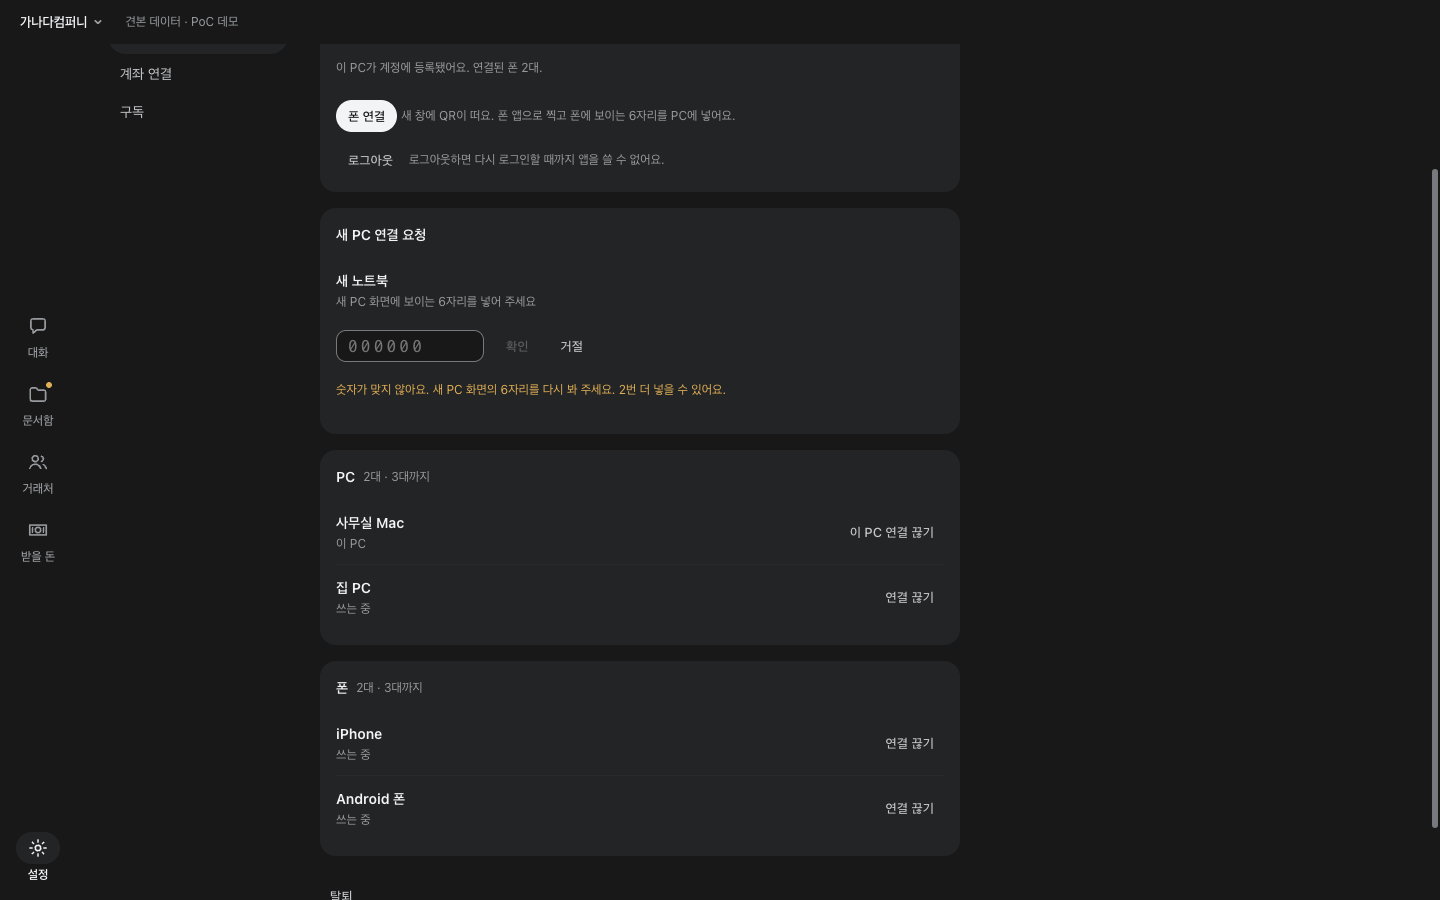 가나다컴퍼니
견본 데이터 · PoC 데모
계좌 연결
구독
대화
문서함
거래처
받을 돈
설정
이 PC가 계정에 등록됐어요. 연결된 폰 2대.
폰 연결 새 창에 QR이 떠요. 폰 앱으로 찍고 폰에 보이는 6자리를 PC에 넣어요.
로그아웃 로그아웃하면 다시 로그인할 때까지 앱을 쓸 수 없어요.
새 PC 연결 요청
새 노트북
새 PC 화면에 보이는 6자리를 넣어 주세요
000000 확인 거절
숫자가 맞지 않아요. 새 PC 화면의 6자리를 다시 봐 주세요. 2번 더 넣을 수 있어요.
PC 2대 · 3대까지
사무실 Mac
이 PC
이 PC 연결 끊기
집 PC
쓰는 중
연결 끊기
폰 2대 · 3대까지
iPhone
쓰는 중
연결 끊기
Android 폰
쓰는 중
연결 끊기
탈퇴